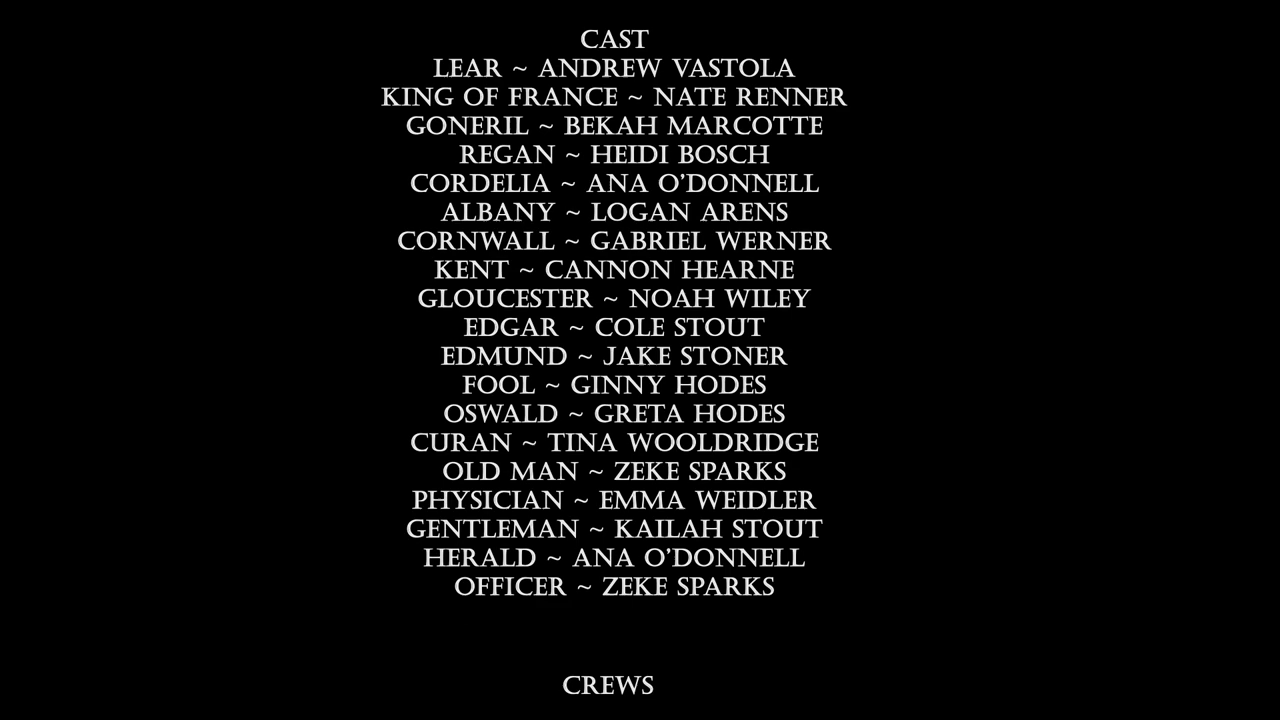 CAST
LEAR ~ ANDREW VASTOLA
KING OF FRANCE ~ NATE RENNER
GONERIL ~ BEKAH MARCOTTE
REGAN ~ HEIDI BOSCH
CORDELIA ~ ANA O’DONNELL
ALBANY ~ LOGAN ARENS
CORNWALL ~ GABRIEL WERNER
KENT ~ CANNON HEARNE
GLOUCESTER ~ NOAH WILEY
EDGAR ~ COLE STOUT
EDMUND ~ JAKE STONER
FOOL ~ GINNY HODES
OSWALD ~ GRETA HODES
CURAN ~ TINA WOOLDRIDGE
OLD MAN ~ ZEKE SPARKS
PHYSICIAN ~ EMMA WEIDLER
GENTLEMAN ~ KAILAH STOUT
HERALD ~ ANA O’DONNELL
OFFICER ~ ZEKE SPARKS
CREWS